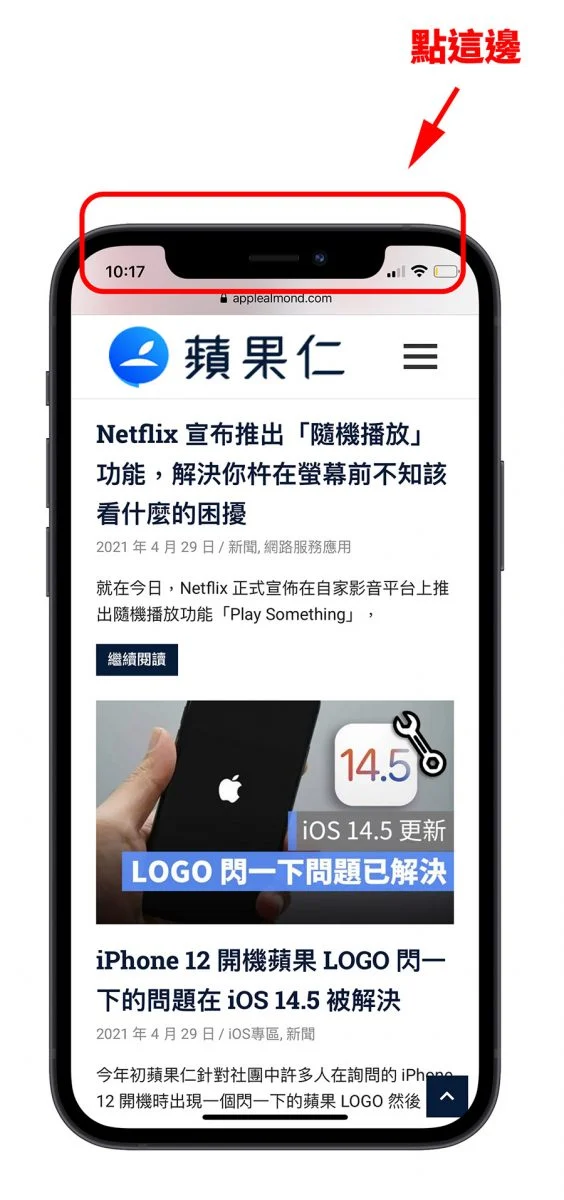 點這邊
10:17
applealmond.com
蘋果仁
Netflix 宣布推出「隨機播放」
功能，解決你杵在螢幕前不知該
看什麼的困擾
2021 年 4 月 29 日 / 新聞, 網路服務應用
就在今日，Netflix 正式宣佈在自家影音平台上推
出隨機播放功能「Play Something」，
繼續閱讀
14.5
iOS 14.5 更新
LOGO 閃一下問題已解決
iPhone 12 開機蘋果 LOGO 閃一
下的問題在 iOS 14.5 被解決
2021 年 4 月 29 日 / iOS專區, 新聞
今年初蘋果仁針對社團中許多人在詢問的 iPhone
12 開機時出現一個閃一下的蘋果 LOGO 然後